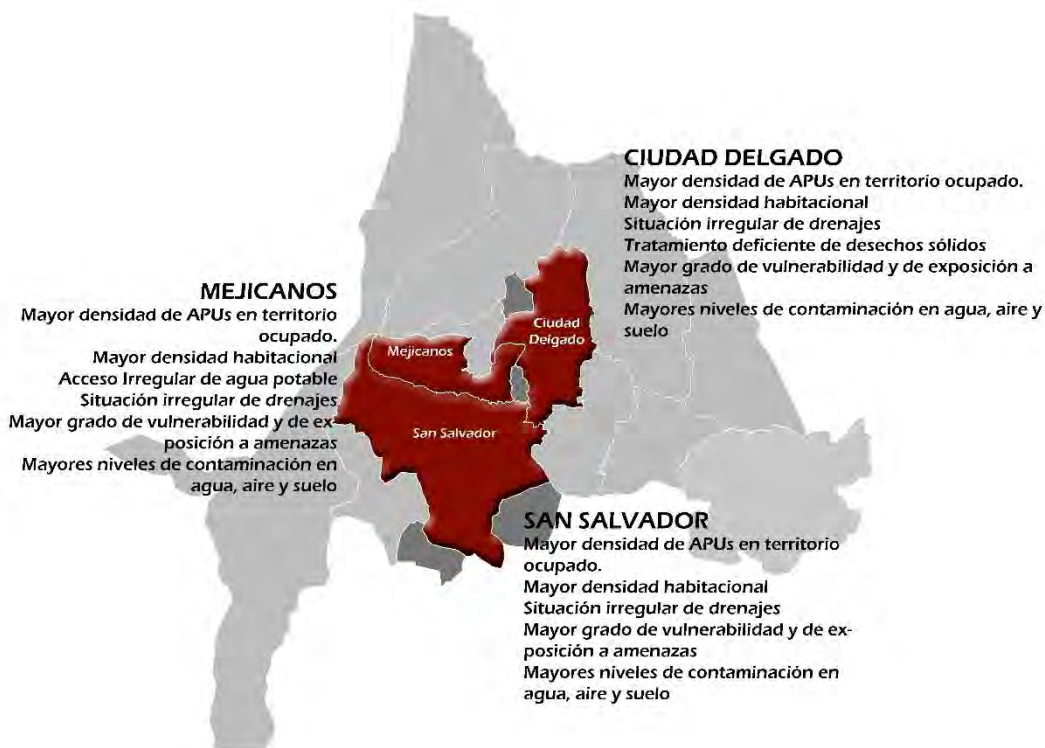 CIUDAD DELGADO
Mayor densidad de APUs en territorio ocupado.
Mayor densidad habitacional
Situación irregular de drenajes
Tratamiento deficiente de desechos sólidos
Mayor grado de vulnerabilidad y de exposición a
amenazas
Mayores niveles de contaminación en agua, aire y
suelo
MEJICANOS
Mayor densidad de APUs en territorio
ocupado.
Mayor densidad habitacional
Acceso Irregular de agua potable
Situación irregular de drenajes
Mayor grado de vulnerabilidad y de ex-
posición a amenazas
Mayores niveles de contaminación en
agua, aire y suelo
Ciudad
Delgado
Mejicanos
San Salvador
SAN SALVADOR
Mayor densidad de APUs en territorio
ocupado.
Mayor densidad habitacional
Situación irregular de drenajes
Mayor grado de vulnerabilidad y de ex-
posición a amenazas
Mayores niveles de contaminación en
agua, aire y suelo